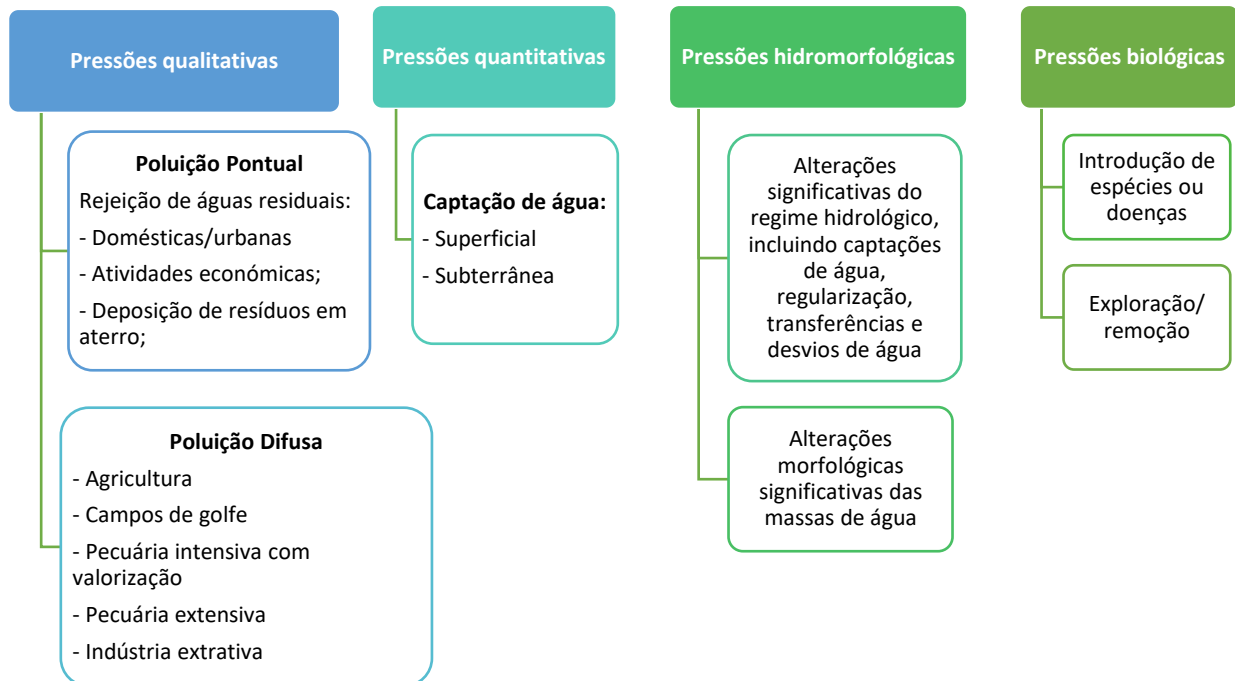 Pressões qualitativas
Poluição Pontual
Rejeição de águas residuais:
- Domésticas/urbanas
- Atividades económicas;
- Deposição de resíduos em
aterro;
Poluição Difusa
- Agricultura
- Campos de golfe
- Pecuária intensiva com
valorização
- Pecuária extensiva
- Indústria extrativa
Pressões quantitativas
Captação de água:
- Superficial
- Subterrânea
Pressões hidromorfológicas
Alterações
significativas do
regime hidrológico,
incluindo captações
de água,
regularização,
transferências e
desvios de água
Alterações
morfológicas
significativas das
massas de água
Pressões biológicas
Introdução de
espécies ou
doenças
Exploração/
remoção